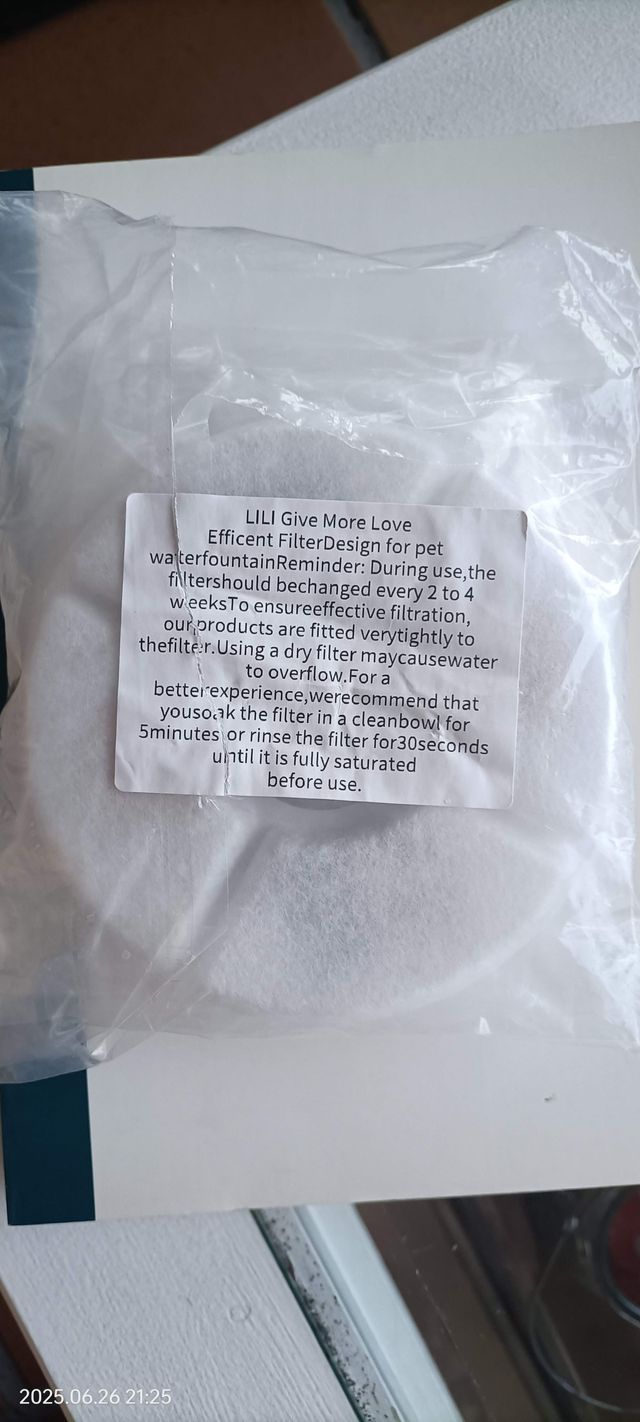 LILI Give More Love
Efficent FilterDesign for pet
waterfountainReminder: During use,the
filtershould bechanged every 2 to 4
weeksTo ensureeffective filtration,
our products are fitted verytightly to
thefilter.Using a dry filter maycausewater
to overflow.For a
betterexperience,werecommend that
yousoak the filter in a cleanbowl for
5minutes or rinse the filter for30seconds
until it is fully saturated
before use.
2025.06.26 21:25